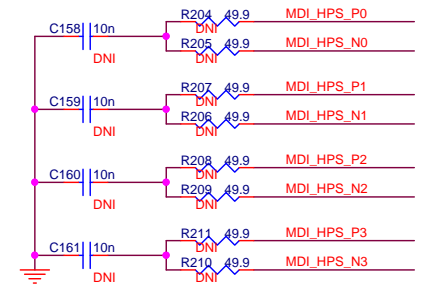 R204 49.9 MDI_HPS_P0
C158 10n DNI
R205 49.9 MDI_HPS_N0
DNI DNI
R207 49.9 MDI_HPS_P1
C159 10n DNI
R206 49.9 MDI_HPS_N1
DNI DNI
R208 49.9 MDI_HPS_P2
C160 10n DNI
R209 49.9 MDI_HPS_N2
DNI DNI
R211 49.9 MDI_HPS_P3
C161 10n DNI
R210 49.9 MDI_HPS_N3
DNI DNI